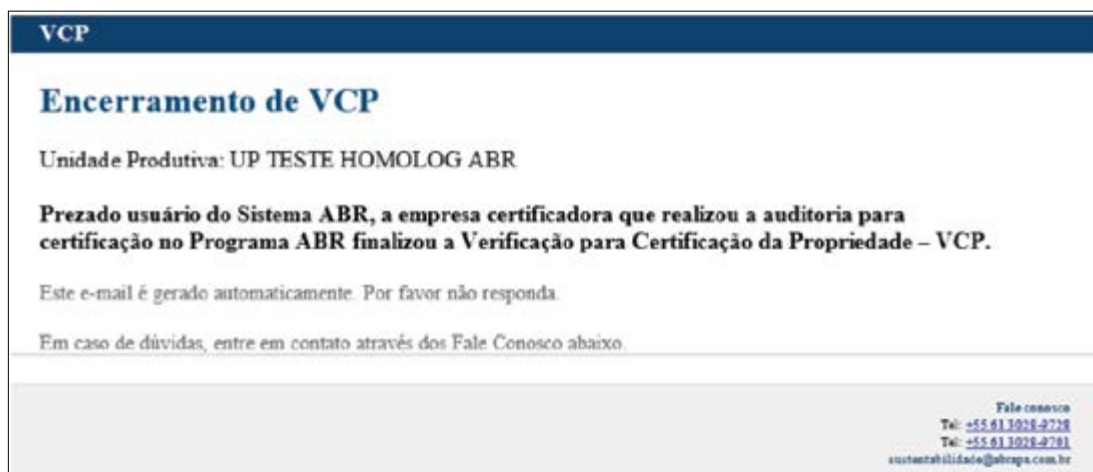 VCP
Encerramento de VCP
Unidade Produtiva: UP TESTE HOMOLOG ABR
Prezado usuário do Sistema ABR, a empresa certificadora que realizou a auditoria para
certificação no Programa ABR finalizou a Verificação para Certificação da Propriedade – VCP.
Este e-mail é gerado automaticamente. Por favor não responda.
Em caso de dúvidas, entre em contato através dos Fale Conosco abaixo.
Fale conosco
Tel: +55 61 3028-9728
Tel: +55 61 3028-9701
sustentabilidade@abrapa.com.br